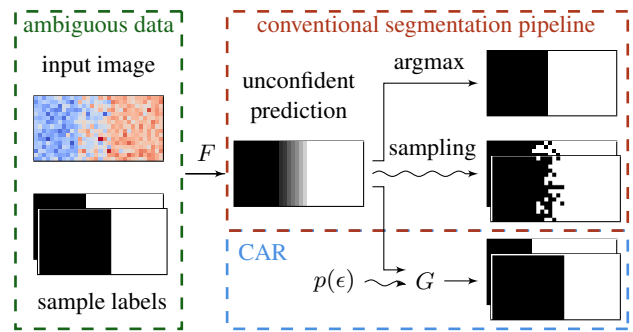 ambiguous data
input image
sample labels
F
conventional segmentation pipeline
unconfident
prediction
argmax
sampling
CAR
p(ϵ)
G